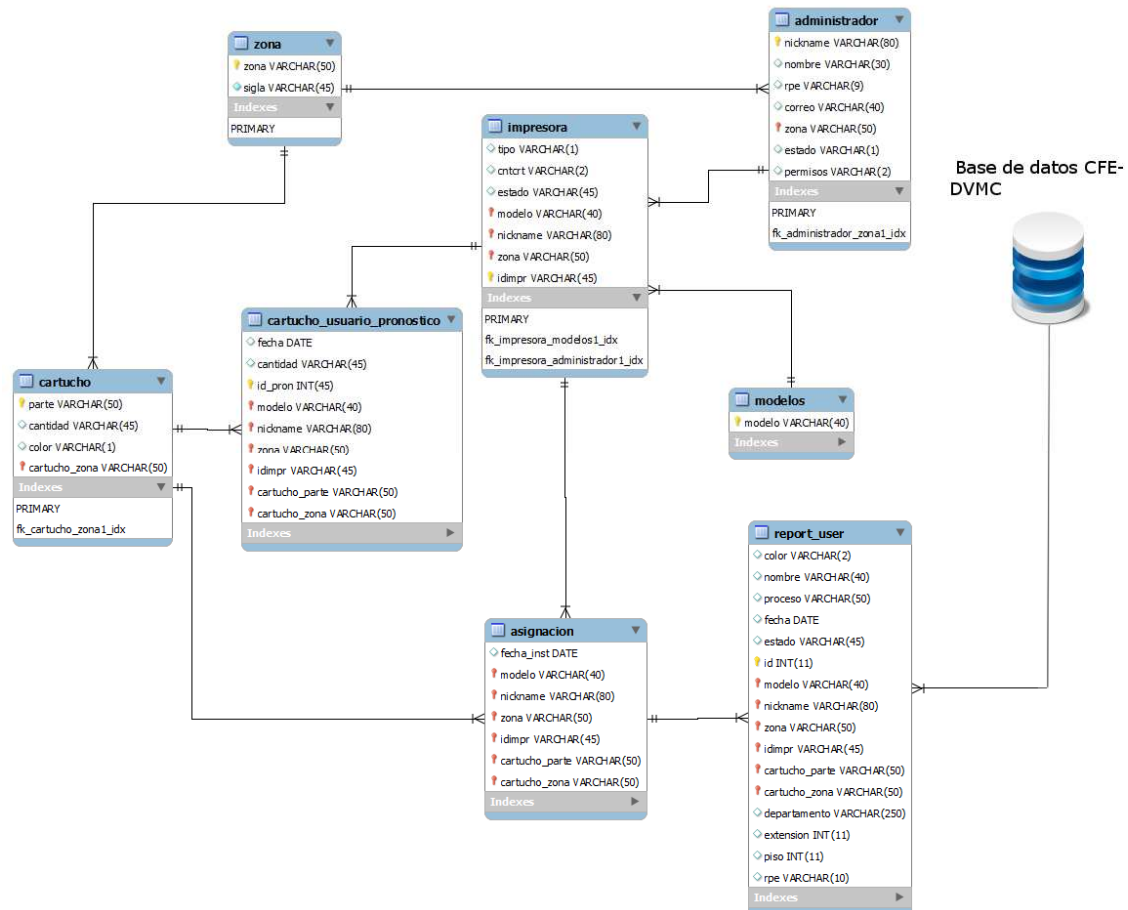 zona
zona VARCHAR(50)
sigla VARCHAR(45)
Indexes
PRIMARY
administrador
nickname VARCHAR(80)
nombre VARCHAR(30)
rpe VARCHAR(9)
correo VARCHAR(40)
zona VARCHAR(50)
estado VARCHAR(1)
permisos VARCHAR(2)
Indexes
PRIMARY
fk_administrador_zona1_idx
impresora
tipo VARCHAR(1)
cntcrt VARCHAR(2)
estado VARCHAR(45)
modelo VARCHAR(40)
nickname VARCHAR(80)
zona VARCHAR(50)
idimpr VARCHAR(45)
Indexes
PRIMARY
fk_impresora_modelos1_idx
fk_impresora_administrador1_idx
Base de datos CFE-
DVMC
cartucho_usuario_pronostico
fecha DATE
cantidad VARCHAR(45)
id_pron INT(45)
modelo VARCHAR(40)
nickname VARCHAR(80)
zona VARCHAR(50)
idimpr VARCHAR(45)
cartucho_parte VARCHAR(50)
cartucho_zona VARCHAR(50)
Indexes
cartucho
parte VARCHAR(50)
cantidad VARCHAR(45)
color VARCHAR(1)
cartucho_zona VARCHAR(50)
Indexes
PRIMARY
fk_cartucho_zona1_idx
modelos
modelo VARCHAR(40)
Indexes
asignacion
fecha_inst DATE
modelo VARCHAR(40)
nickname VARCHAR(80)
zona VARCHAR(50)
idimpr VARCHAR(45)
cartucho_parte VARCHAR(50)
cartucho_zona VARCHAR(50)
Indexes
report_user
color VARCHAR(2)
nombre VARCHAR(40)
proceso VARCHAR(50)
fecha DATE
estado VARCHAR(45)
id INT(11)
modelo VARCHAR(40)
nickname VARCHAR(80)
zona VARCHAR(50)
idimpr VARCHAR(45)
cartucho_parte VARCHAR(50)
cartucho_zona VARCHAR(50)
departamento VARCHAR(250)
extension INT(11)
piso INT(11)
rpe VARCHAR(10)
Indexes